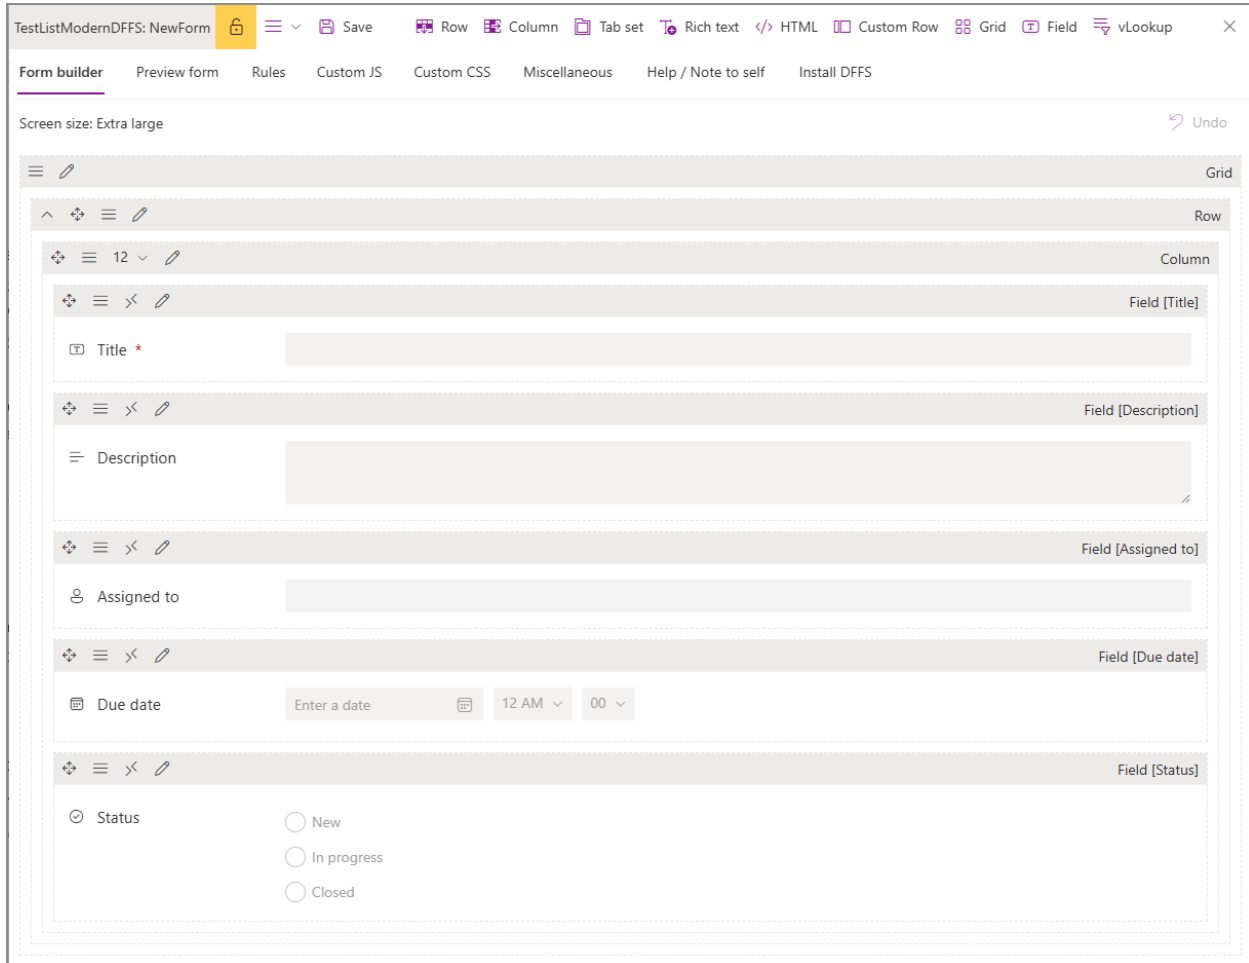 TestListModernDFFS: NewForm Save Row Column Tab set Rich text HTML Custom Row Grid Field vLookup
Form builder Preview form Rules Custom JS Custom CSS Miscellaneous Help / Note to self Install DFFS
Screen size: Extra large Undo
Grid
Row
12 Column
Field [Title]
Title *
Field [Description]
Description
Field [Assigned to]
Assigned to
Field [Due date]
Due date Enter a date 12 AM 00
Field [Status]
Status
New
In progress
Closed